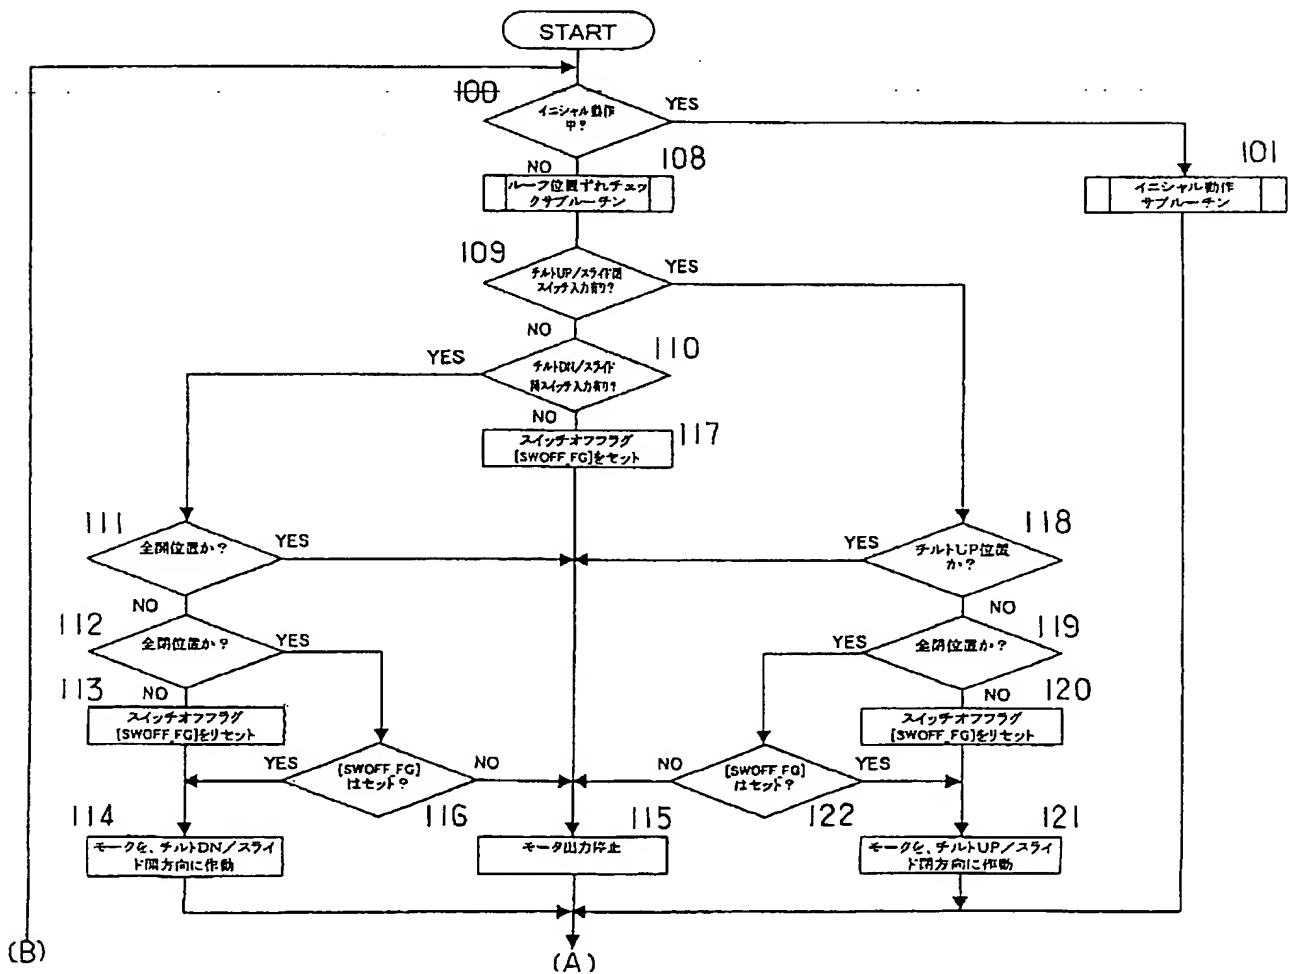 START
100
イニシャル動作
中?
YES
NO
108
ルーフ位置ずれチェッ
クサブルーチン
101
イニシャル動作
サブルーチン
109
チルトUP/スライド閉
スイッチ入力有り?
YES
NO
110
チルトDN/スライド
開スイッチ入力有り?
YES
NO
117
スイッチオフフラグ
[SWOFF_FG]をセット
111
全開位置か?
YES
NO
118
チルトUP位置
か?
YES
NO
112
全閉位置か?
YES
NO
119
全閉位置か?
YES
NO
113
スイッチオフフラグ
[SWOFF_FG]をリセット
120
スイッチオフフラグ
[SWOFF_FG]をリセット
YES
[SWOFF_FG]
はセット?
NO
116
NO
[SWOFF_FG]
はセット?
YES
122
114
モータを、チルトDN/スライ
ド開方向に作動
115
モータ出力停止
121
モータを、チルトUP/スライ
ド閉方向に作動
(B)
(A)